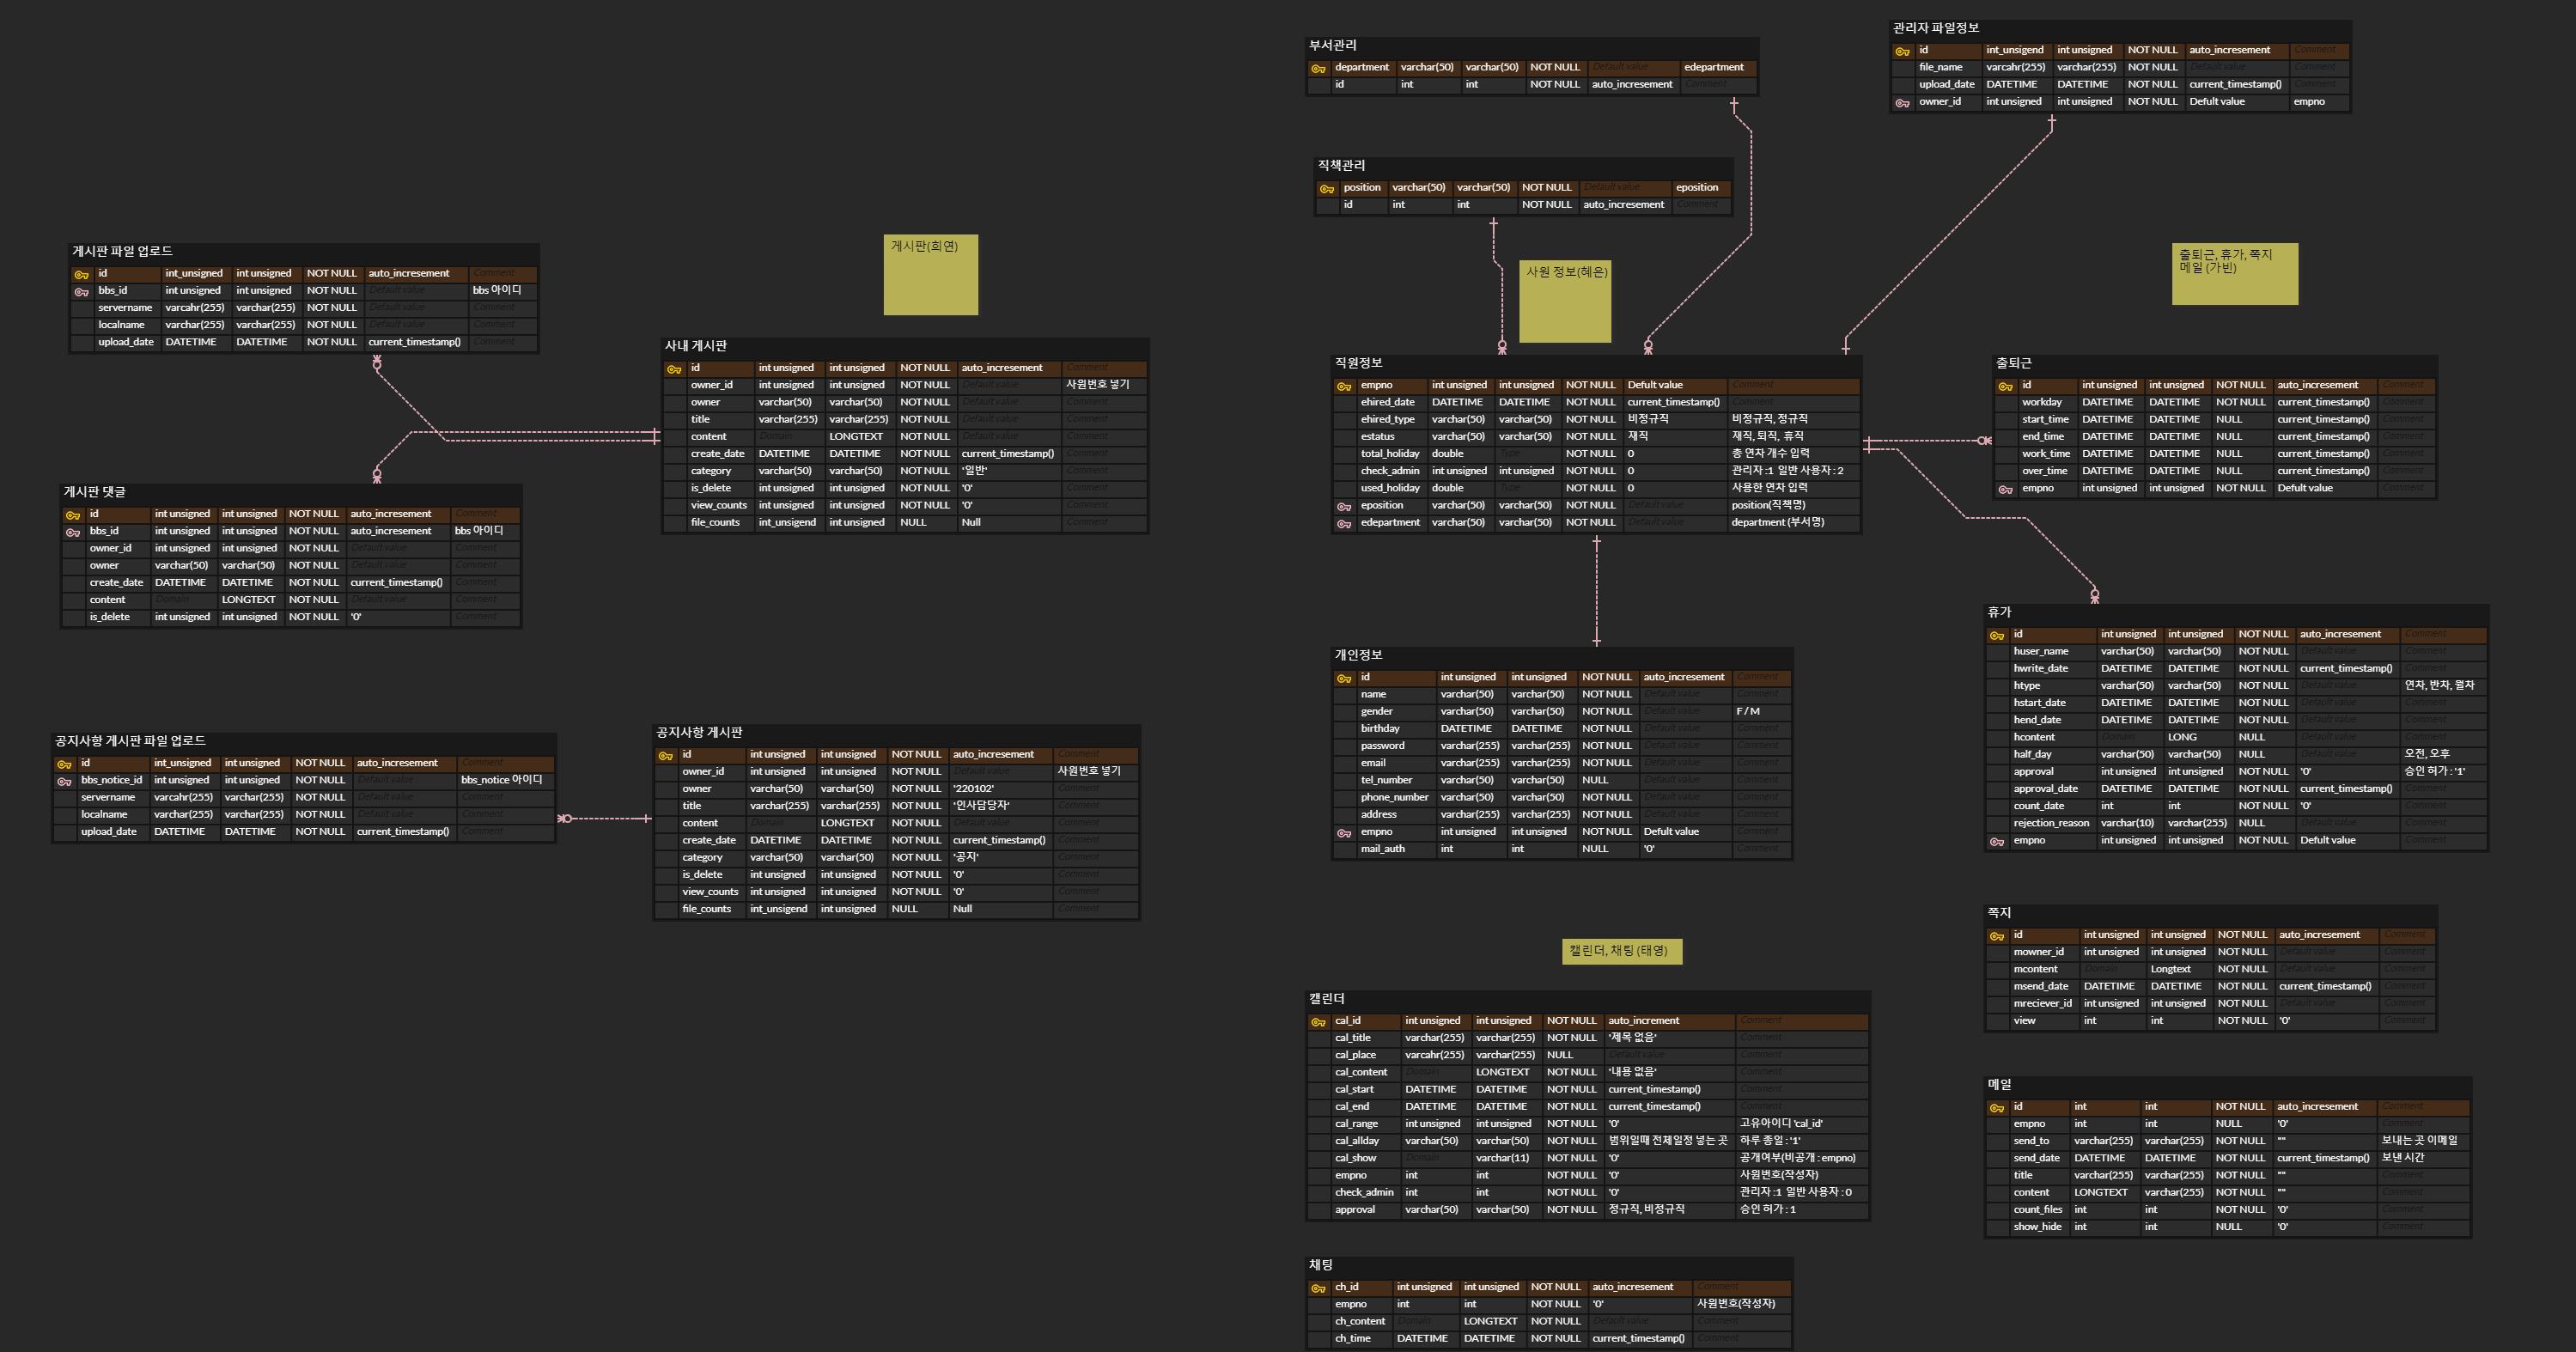 부서관리
department varchar(50) varchar(50) NOT NULL Default value edepartment
id int int NOT NULL auto_incresement Comment
관리자 파일정보
id int_unsigend int unsigned NOT NULL auto_incresement Comment
file_name varcahr(255) varchar(255) NOT NULL Default value Comment
upload_date DATETIME DATETIME NOT NULL current_timestamp() Comment
owner_id int unsigned int unsigned NOT NULL Defult value empno
직책관리
position varchar(50) varchar(50) NOT NULL Default value eposition
id int int NOT NULL auto_incresement Comment
게시판 파일 업로드
id int_unsigned int unsigned NOT NULL auto_incresement Comment
bbs_id int unsigned int unsigned NOT NULL Default value bbs 아이디
servername varcahr(255) varchar(255) NOT NULL Default value Comment
localname varchar(255) varchar(255) NOT NULL Default value Comment
upload_date DATETIME DATETIME NOT NULL current_timestamp() Comment
게시판(희연)
사원 정보(혜은)
출퇴근, 휴가, 쪽지
메일 (가빈)
사내 게시판
id int unsigned int unsigned NOT NULL auto_incresement Comment
owner_id int unsigned int unsigned NOT NULL Default value 사원번호 넣기
owner varchar(50) varchar(50) NOT NULL Default value Comment
title varchar(255) varchar(255) NOT NULL Default value Comment
content Domain LONGTEXT NOT NULL Default value Comment
create_date DATETIME DATETIME NOT NULL current_timestamp() Comment
category varchar(50) varchar(50) NOT NULL '일반' Comment
is_delete int unsigned int unsigned NOT NULL '0' Comment
view_counts int unsigned int unsigned NOT NULL '0' Comment
file_counts int_unsigend int unsigned NULL Null Comment
직원정보
empno int unsigned int unsigned NOT NULL Defult value Comment
ehired_date DATETIME DATETIME NOT NULL current_timestamp() Comment
ehired_type varchar(50) varchar(50) NOT NULL 비정규직 비정규직, 정규직
estatus varchar(50) varchar(50) NOT NULL 재직 재직, 퇴직, 휴직
total_holiday double Type NOT NULL 0 총 연차 개수 입력
check_admin int unsigned int unsigned NOT NULL 0 관리자 :1 일반 사용자 : 2
used_holiday double Type NOT NULL 0 사용한 연차 입력
eposition varchar(50) varchar(50) NOT NULL Default value position(직책명)
edepartment varchar(50) varchar(50) NOT NULL Default value department (부서명)
출퇴근
id int unsigned int unsigned NOT NULL auto_incresement Comment
workday DATETIME DATETIME NOT NULL current_timestamp() Comment
start_time DATETIME DATETIME NULL current_timestamp() Comment
end_time DATETIME DATETIME NULL current_timestamp() Comment
work_time DATETIME DATETIME NULL current_timestamp() Comment
over_time DATETIME DATETIME NULL current_timestamp() Comment
empno int unsigned int unsigned NOT NULL Defult value Comment
게시판 댓글
id int unsigned int unsigned NOT NULL auto_incresement Comment
bbs_id int unsigned int unsigned NOT NULL auto_incresement bbs 아이디
owner_id int unsigned int unsigned NOT NULL Default value Comment
owner varchar(50) varchar(50) NOT NULL Default value Comment
create_date DATETIME DATETIME NOT NULL current_timestamp() Comment
content Domain LONGTEXT NOT NULL Default value Comment
is_delete int unsigned int unsigned NOT NULL '0' Comment
휴가
id int unsigned int unsigned NOT NULL auto_incresement Comment
huser_name varchar(50) varchar(50) NOT NULL Default value Comment
hwrite_date DATETIME DATETIME NOT NULL current_timestamp() Comment
htype varchar(50) varchar(50) NOT NULL Default value 연차, 반차, 월차
hstart_date DATETIME DATETIME NOT NULL Default value Comment
hend_date DATETIME DATETIME NOT NULL Default value Comment
hcontent Domain LONG NULL Default value Comment
half_day varchar(50) varchar(50) NULL Default value 오전, 오후
approval int unsigned int unsigned NOT NULL '0' 승인 허가 : '1'
approval_date DATETIME DATETIME NOT NULL current_timestamp() Comment
count_date int int NOT NULL '0' Comment
rejection_reason varchar(10) varchar(255) NULL Default value Comment
empno int unsigned int unsigned NOT NULL Defult value Comment
개인정보
id int unsigned int unsigned NOT NULL auto_incresement Comment
name varchar(50) varchar(50) NOT NULL Default value Comment
gender varchar(50) varchar(50) NOT NULL Default value F / M
birthday DATETIME DATETIME NOT NULL Default value Comment
password varchar(255) varchar(255) NOT NULL Default value Comment
email varchar(255) varchar(255) NOT NULL Default value Comment
tel_number varchar(50) varchar(50) NULL Default value Comment
phone_number varchar(50) varchar(50) NOT NULL Default value Comment
address varchar(255) varchar(255) NOT NULL Default value Comment
empno int unsigned int unsigned NOT NULL Defult value Comment
mail_auth int int NULL '0' Comment
공지사항 게시판 파일 업로드
id int_unsigned int unsigned NOT NULL auto_incresement Comment
bbs_notice_id int unsigned int unsigned NOT NULL Default value bbs_notice 아이디
servername varcahr(255) varchar(255) NOT NULL Default value Comment
localname varchar(255) varchar(255) NOT NULL Default value Comment
upload_date DATETIME DATETIME NOT NULL current_timestamp() Comment
공지사항 게시판
id int unsigned int unsigned NOT NULL auto_incresement Comment
owner_id int unsigned int unsigned NOT NULL Default value 사원번호 넣기
owner varchar(50) varchar(50) NOT NULL '220102' Comment
title varchar(255) varchar(255) NOT NULL '인사담당자' Comment
content Domain LONGTEXT NOT NULL Default value Comment
create_date DATETIME DATETIME NOT NULL current_timestamp() Comment
category varchar(50) varchar(50) NOT NULL '공지' Comment
is_delete int unsigned int unsigned NOT NULL '0' Comment
view_counts int unsigned int unsigned NOT NULL '0' Comment
file_counts int_unsigend int unsigned NULL Null Comment
쪽지
id int unsigned int unsigned NOT NULL auto_incresement Comment
mowner_id int unsigned int unsigned NOT NULL Default value Comment
mcontent Domain Longtext NOT NULL Default value Comment
msend_date DATETIME DATETIME NOT NULL current_timestamp() Comment
mreciever_id int unsigned int unsigned NOT NULL Default value Comment
view int int NOT NULL '0' Comment
캘린더, 채팅 (태영)
캘린더
cal_id int unsigned int unsigned NOT NULL auto_increment Comment
cal_title varchar(255) varchar(255) NOT NULL '제목 없음' Comment
cal_place varcahr(255) varchar(255) NULL Default value Comment
cal_content Domain LONGTEXT NOT NULL '내용 없음' Comment
cal_start DATETIME DATETIME NOT NULL current_timestamp() Comment
cal_end DATETIME DATETIME NOT NULL current_timestamp() Comment
cal_range int unsigned int unsigned NOT NULL '0' 고유아이디 'cal_id'
cal_allday varchar(50) varchar(50) NOT NULL 범위일때 전체일정 넣는 곳 하루 종일 : '1'
cal_show Domain varchar(11) NOT NULL '0' 공개여부(비공개 : empno)
empno int int NOT NULL '0' 사원번호(작성자)
check_admin int int NOT NULL '0' 관리자 :1 일반 사용자 : 0
approval varchar(50) varchar(50) NOT NULL 정규직, 비정규직 승인 허가 : 1
메일
id int int NOT NULL auto_incresement Comment
empno int int NULL '0' Comment
send_to varchar(255) varchar(255) NOT NULL "" 보내는 곳 이메일
send_date DATETIME DATETIME NOT NULL current_timestamp() 보낸 시간
title varchar(255) varchar(255) NOT NULL "" Comment
content LONGTEXT varchar(255) NOT NULL "" Comment
count_files int int NOT NULL '0' Comment
show_hide int int NULL '0' Comment
채팅
ch_id int unsigned int unsigned NOT NULL auto_incresement Comment
empno int int NOT NULL '0' 사원번호(작성자)
ch_content Domain LONGTEXT NOT NULL Default value Comment
ch_time DATETIME DATETIME NOT NULL current_timestamp() Comment